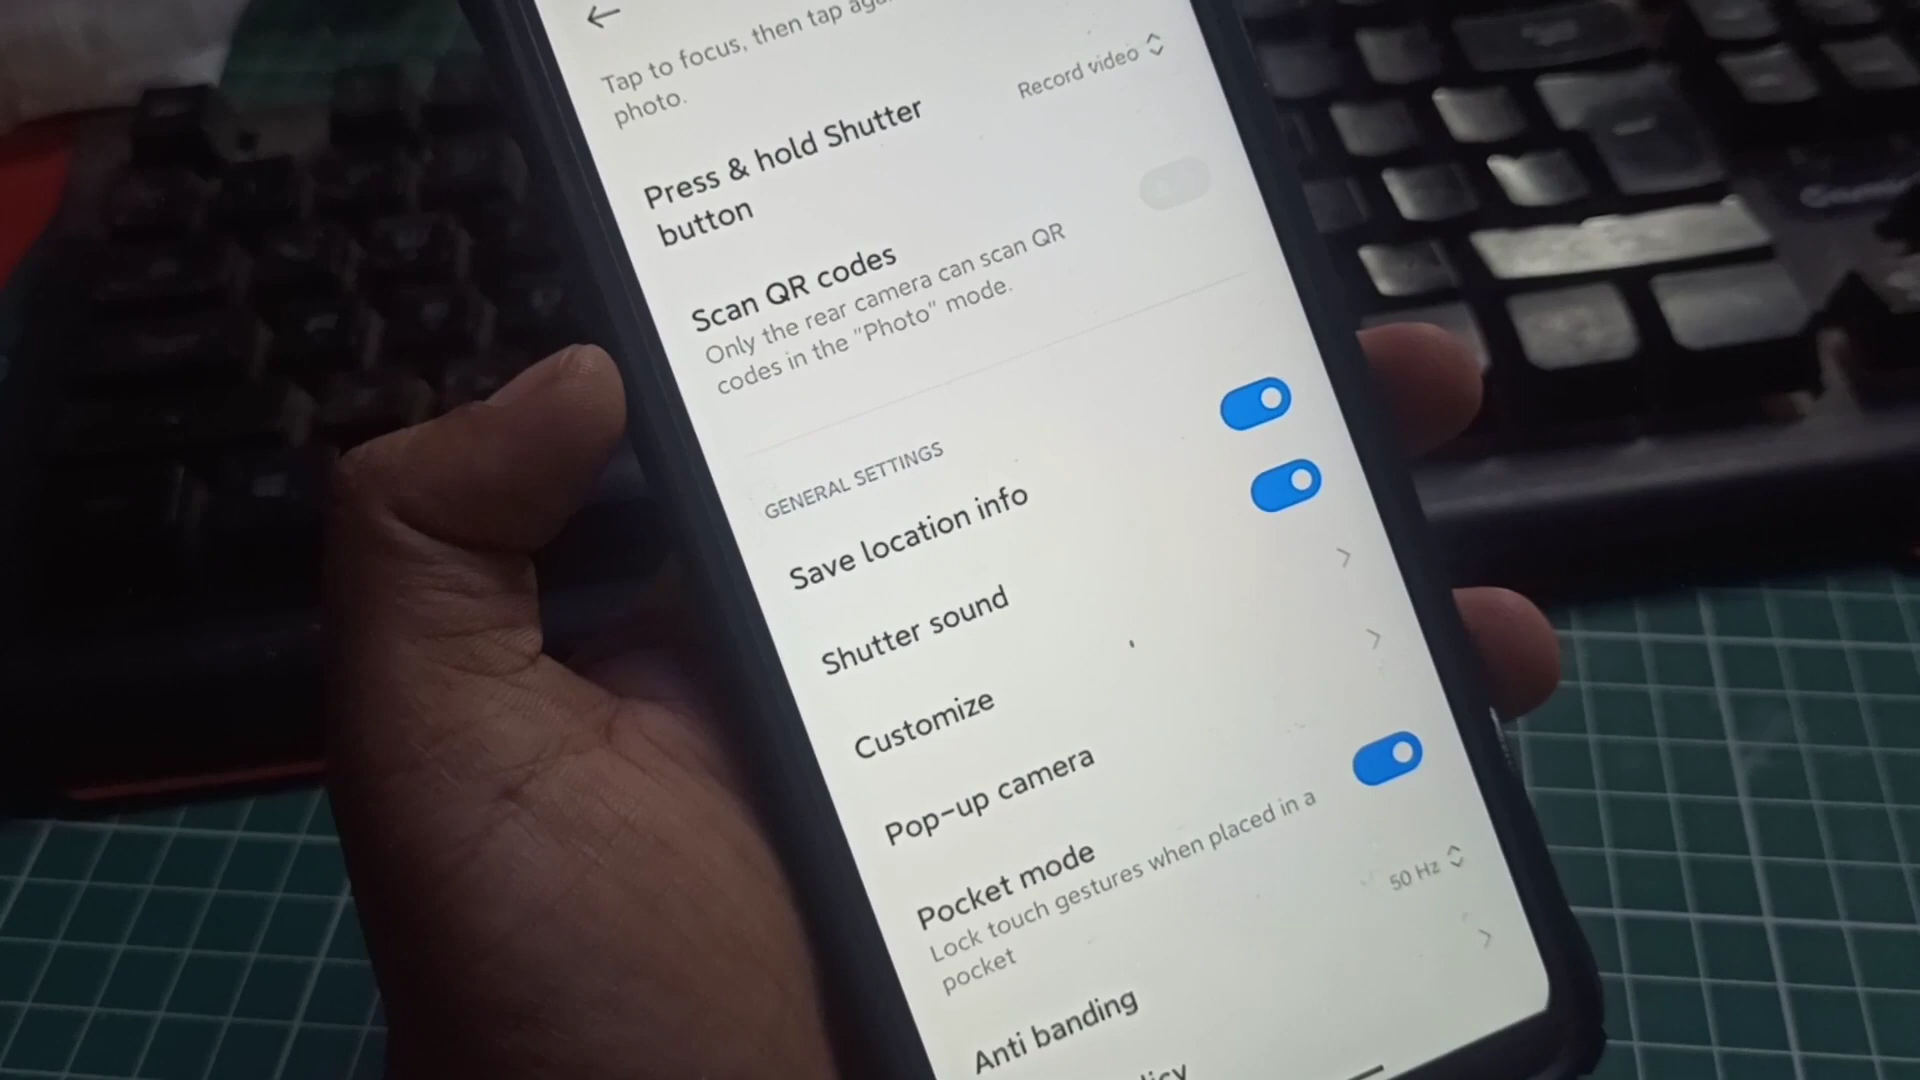 Tap to focus, then tap
photo.
Press & hold Shutter
button
Record video
Scan QR codes
Only the rear camera can scan QR
codes in the "Photo" mode.
GENERAL SETTINGS
Save location info
Shutter sound
Customize
Pop-up camera
Pocket mode
Lock touch gestures when placed in a
pocket
Anti banding
50 Hz